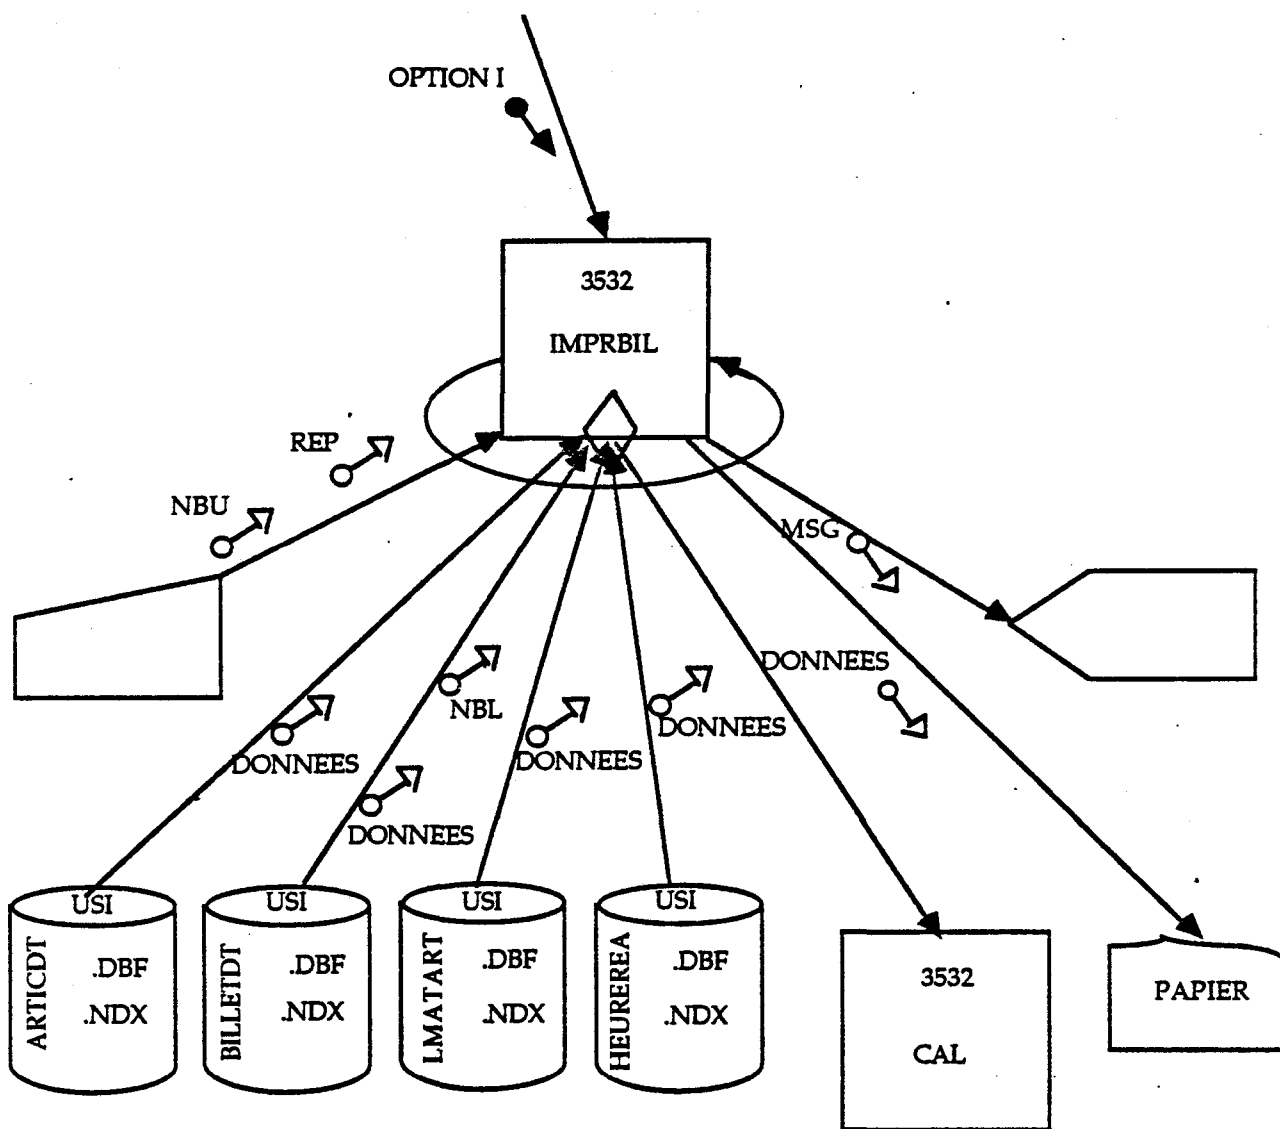 OPTION I
3532
IMPRBIL
REP
NBU
MSG
DONNEES
NBL
DONNEES
DONNEES
DONNEES
DONNEES
USI
ARTICDT
.DBF
.NDX
USI
BILLETDT
.DBF
.NDX
USI
LMATART
.DBF
.NDX
USI
HEUREREA
.DBF
.NDX
3532
CAL
PAPIER